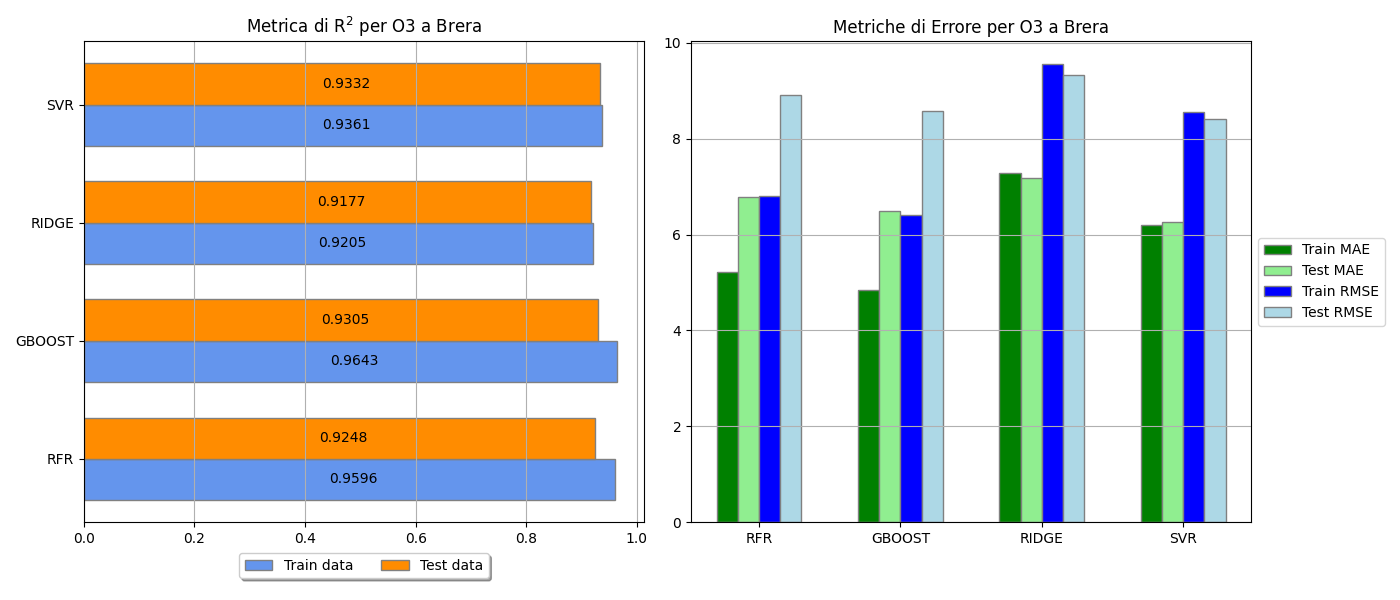 Metrica di R² per O3 a Brera
SVR
0.9332
0.9361
RIDGE
0.9177
0.9205
GBOOST
0.9305
0.9643
RFR
0.9248
0.9596
0.0 0.2 0.4 0.6 0.8 1.0
Train data Test data
Metriche di Errore per O3 a Brera
10
8
6
4
2
0
RFR GBOOST RIDGE SVR
Train MAE
Test MAE
Train RMSE
Test RMSE